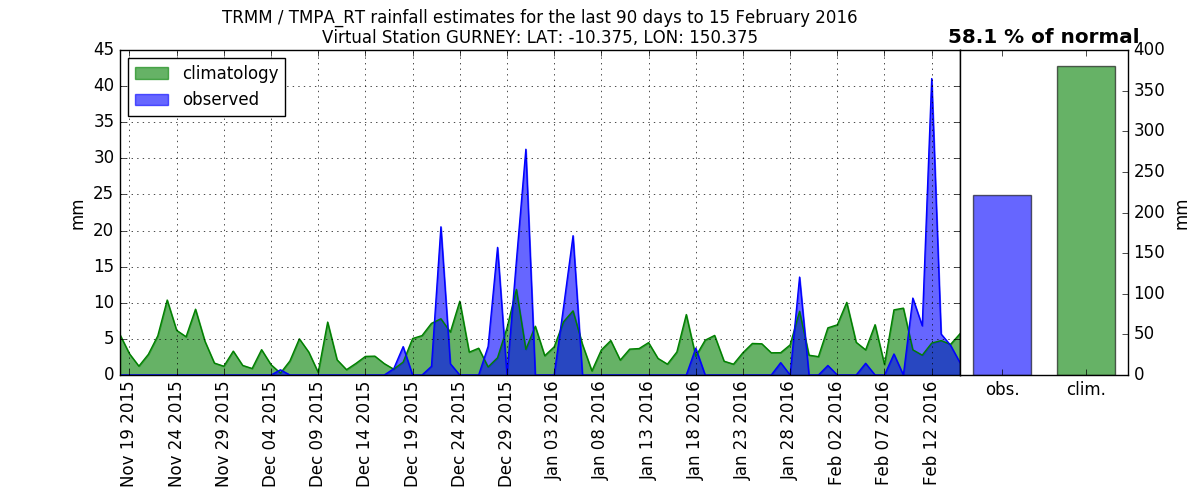 TRMM / TMPA_RT rainfall estimates for the last 90 days to 15 February 2016
Virtual Station GURNEY: LAT: -10.375, LON: 150.375
58.1 % of normal
climatology
observed
45
40
35
30
25
20
15
10
5
0
mm
Nov 19 2015
Nov 24 2015
Nov 29 2015
Dec 04 2015
Dec 09 2015
Dec 14 2015
Dec 19 2015
Dec 24 2015
Dec 29 2015
Jan 03 2016
Jan 08 2016
Jan 13 2016
Jan 18 2016
Jan 23 2016
Jan 28 2016
Feb 02 2016
Feb 07 2016
Feb 12 2016
obs.
clim.
400
350
300
250
200
150
100
50
0
mm